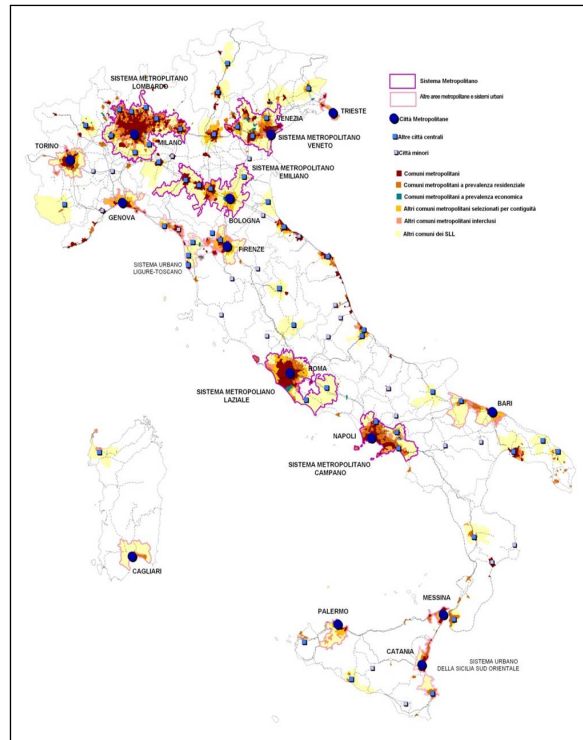 SISTEMA METROPLITANO
LOMBARDO
TORINO
MILANO
VENEZIA
TRIESTE
SISTEMA METROPOLITANO
VENETO
SISTEMA METROPOLITANO
EMILIANO
GENOVA
BOLOGNA
FIRENZE
SISTEMA URBANO
LIGURE-TOSCANO
ROMA
SISTEMA METROPOLIANO
LAZIALE
NAPOLI
SISTEMA METROPOLITANO
CAMPANO
BARI
CAGLIARI
PALERMO
MESSINA
CATANIA
SISTEMA URBANO
DELLA SICILIA SUD ORIENTALE
Sistema Metropolitano
Altre aree metropolitane e sistemi urbani
Città Metropolitane
Altre città centrali
Città minori
Comuni metropolitani
Comuni metropolitani a prevalenza residenziale
Comuni metropolitani a prevalenza economica
Altri comuni metropolitani selezionati per contiguità
Altri comuni metropolitani interclusi
Altri comuni dei SLL